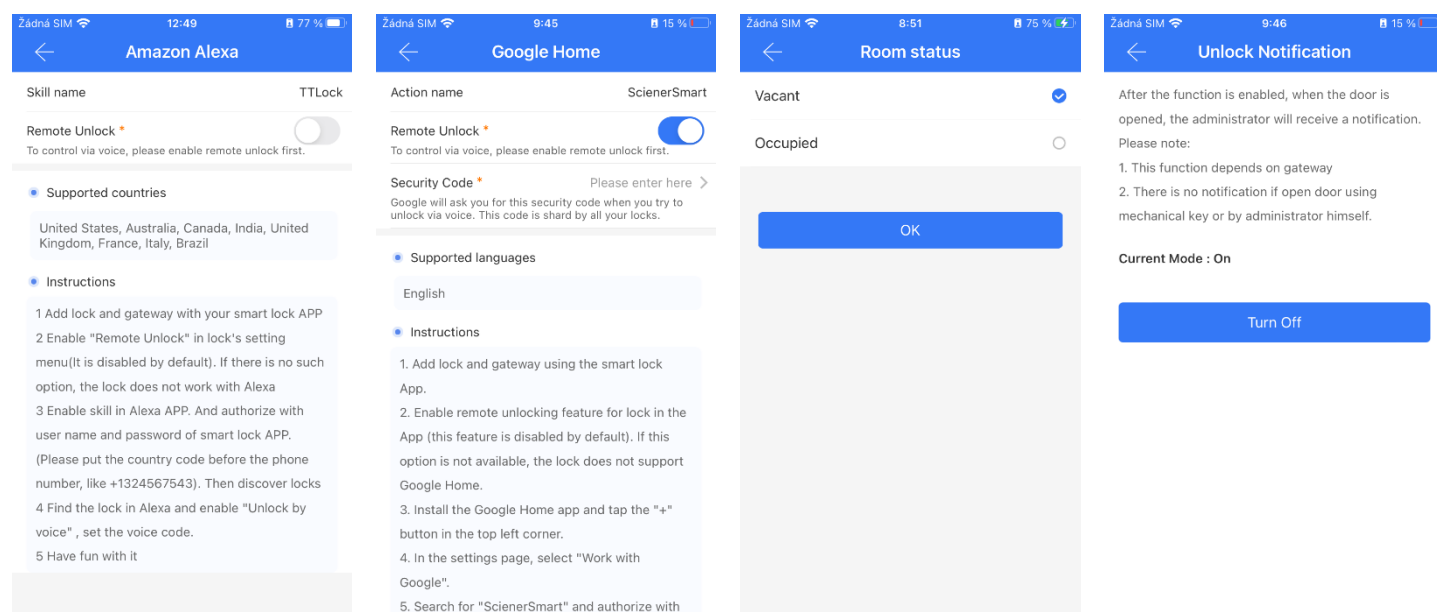 Žádná SIM 12:49 77 %
Amazon Alexa
Skill name TTLock
Remote Unlock *
To control via voice, please enable remote unlock first.
Supported countries
United States, Australia, Canada, India, United
Kingdom, France, Italy, Brazil
Instructions
1 Add lock and gateway with your smart lock APP
2 Enable "Remote Unlock" in lock's setting
menu(It is disabled by default). If there is no such
option, the lock does not work with Alexa
3 Enable skill in Alexa APP. And authorize with
user name and password of smart lock APP.
(Please put the country code before the phone
number, like +1324567543). Then discover locks
4 Find the lock in Alexa and enable "Unlock by
voice" , set the voice code.
5 Have fun with it
Žádná SIM 9:45 15 %
Google Home
Action name ScienerSmart
Remote Unlock *
To control via voice, please enable remote unlock first.
Security Code * Please enter here
Google will ask you for this security code when you try to
unlock via voice. This code is shard by all your locks.
Supported languages
English
Instructions
1. Add lock and gateway using the smart lock
App.
2. Enable remote unlocking feature for lock in the
App (this feature is disabled by default). If this
option is not available, the lock does not support
Google Home.
3. Install the Google Home app and tap the "+"
button in the top left corner.
4. In the settings page, select "Work with
Google".
5. Search for "ScienerSmart" and authorize with
Žádná SIM 8:51 75 %
Room status
Vacant
Occupied
OK
Žádná SIM 9:46 15 %
Unlock Notification
After the function is enabled, when the door is
opened, the administrator will receive a notification.
Please note:
1. This function depends on gateway
2. There is no notification if open door using
mechanical key or by administrator himself.
Current Mode : On
Turn Off